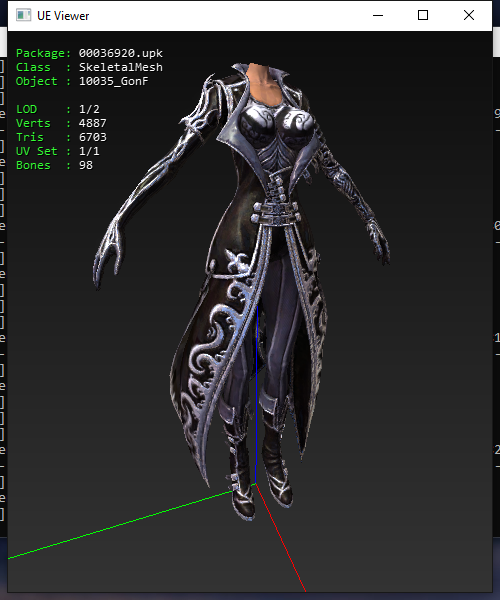 UE Viewer
Package: 00036920.upk
Class : SkeletalMesh
Object : 10035_GonF
LOD : 1/2
Verts : 4887
Tris : 6703
UV Set : 1/1
Bones : 98